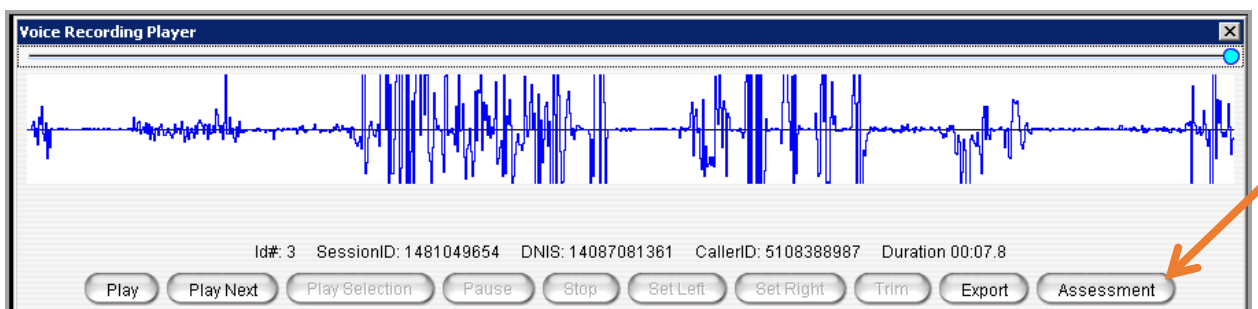 Voice Recording Player
Id#: 3 SessionID: 1481049654 DNIS: 14087081361 CallerID: 5108388987 Duration 00:07.8
Play Play Next Play Selection Pause Stop Set Left Set Right Trim Export Assessment